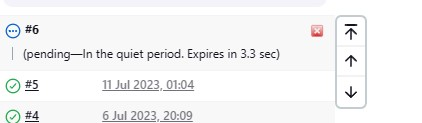 #6
(pending—In the quiet period. Expires in 3.3 sec)
#5 11 Jul 2023, 01:04
#4 6 Jul 2023, 20:09